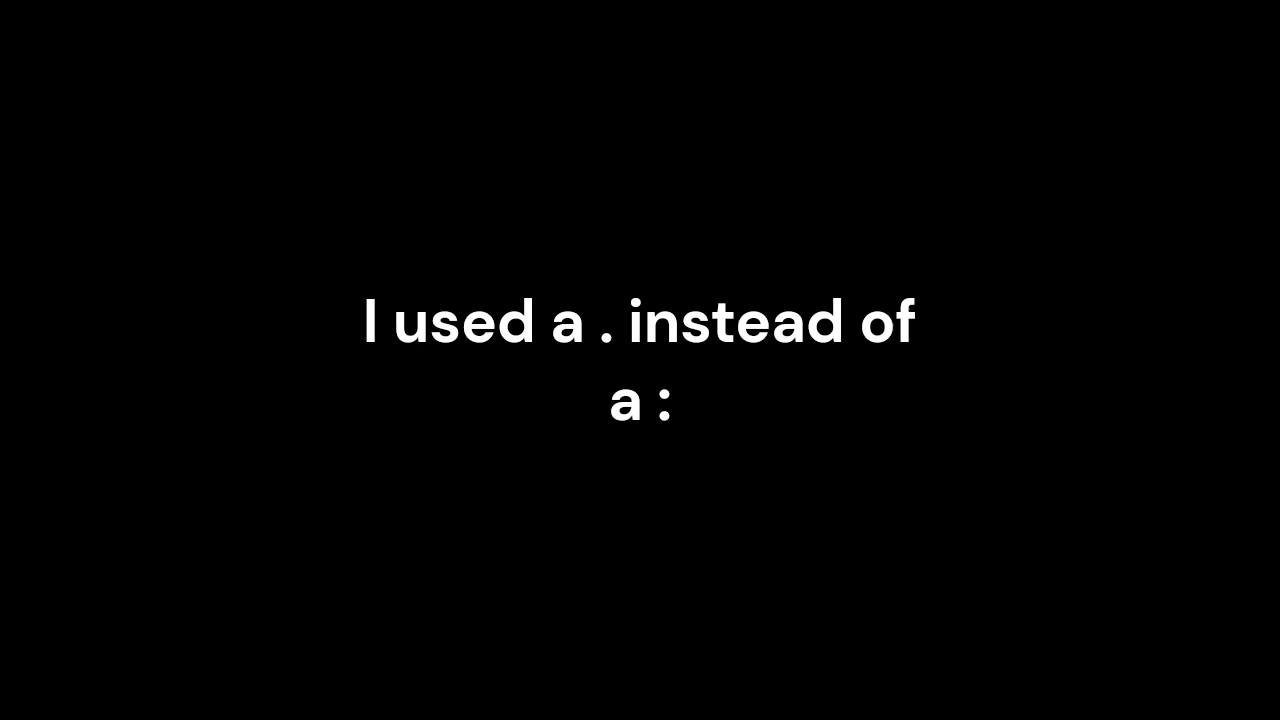 I used a . instead of
a :